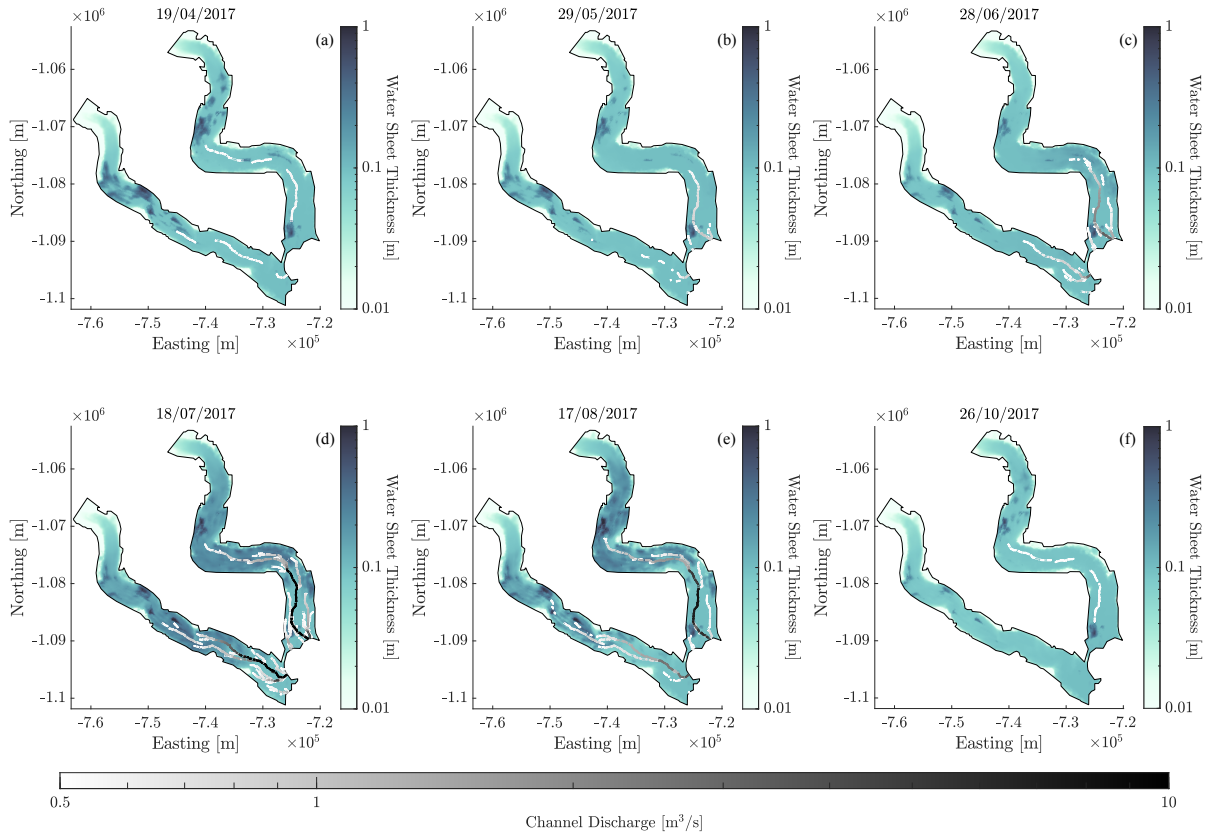 ×10⁶ 19/04/2017 1
(a)
-1.06
-1.07
-1.08
-1.09
-1.1
Northing [m]
0.1
0.01
Water Sheet Thickness [m]
-7.6 -7.5 -7.4 -7.3 -7.2
Easting [m] ×10⁵
×10⁶ 29/05/2017 1
(b)
-1.06
-1.07
-1.08
-1.09
-1.1
Northing [m]
0.1
0.01
Water Sheet Thickness [m]
-7.6 -7.5 -7.4 -7.3 -7.2
Easting [m] ×10⁵
×10⁶ 28/06/2017 1
(c)
-1.06
-1.07
-1.08
-1.09
-1.1
Northing [m]
0.1
0.01
Water Sheet Thickness [m]
-7.6 -7.5 -7.4 -7.3 -7.2
Easting [m] ×10⁵
×10⁶ 18/07/2017 1
(d)
-1.06
-1.07
-1.08
-1.09
-1.1
Northing [m]
0.1
0.01
Water Sheet Thickness [m]
-7.6 -7.5 -7.4 -7.3 -7.2
Easting [m] ×10⁵
×10⁶ 17/08/2017 1
(e)
-1.06
-1.07
-1.08
-1.09
-1.1
Northing [m]
0.1
0.01
Water Sheet Thickness [m]
-7.6 -7.5 -7.4 -7.3 -7.2
Easting [m] ×10⁵
×10⁶ 26/10/2017 1
(f)
-1.06
-1.07
-1.08
-1.09
-1.1
Northing [m]
0.1
0.01
Water Sheet Thickness [m]
-7.6 -7.5 -7.4 -7.3 -7.2
Easting [m] ×10⁵
0.5 1 10
Channel Discharge [m³/s]